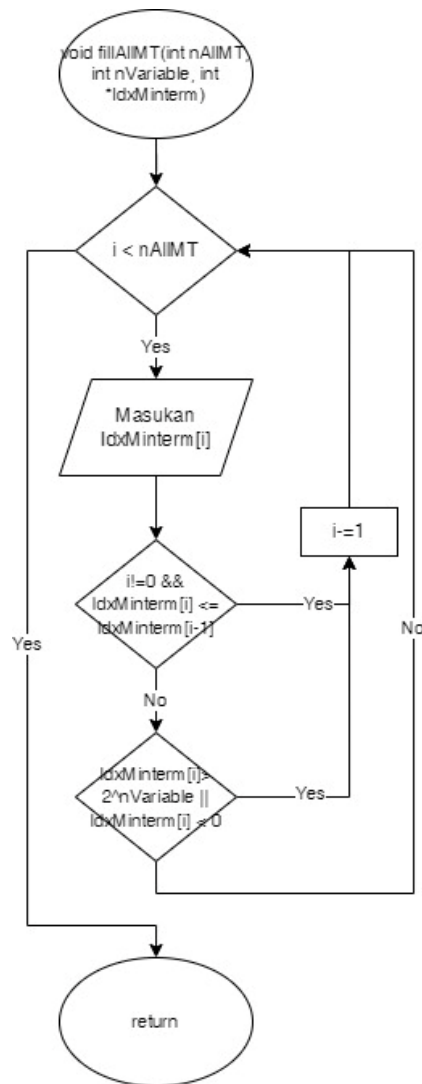 void fillAllMT(int nAllMT,
int nVariable, int
*IdxMinterm)
i < nAllMT
Yes
Masukan
IdxMinterm[i]
i-=1
i!=0 &&
IdxMinterm[i] <=
IdxMinterm[i-1]
Yes
No
Yes
No
IdxMinterm[i]>
2^nVariable ||
IdxMinterm[i] < 0
Yes
return